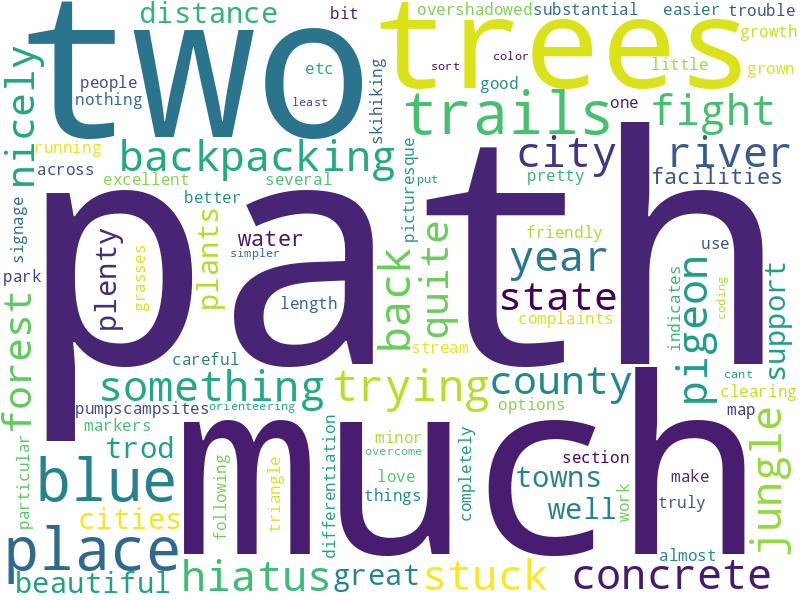 two
trees
distance
bit
overshadowed
substantial
easier
trouble
growth
people
nothing
etc
least
skihiking
sort
color
good
little
grown
nicely
trails
one
fight
running
across
backpacking
excellent
several
city
river
pretty
facilities
picturesque
put
better
signage
path
plants
water
simpler
back
quite
friendly
year
use
plenty
grasses
park
length
state
complaints
indicates
pigeon
coding
support
forest
careful
stream
something
trying
county
cant
clearing
pumpscampsites
orienteering
options
map
markers
much
jungle
trod
minor
overcome
completely
section
particular
blue
following
triangle
differentiation
love
things
towns
make
well
work
truly
cities
place
almost
beautiful
hiatus
great
stuck
concrete